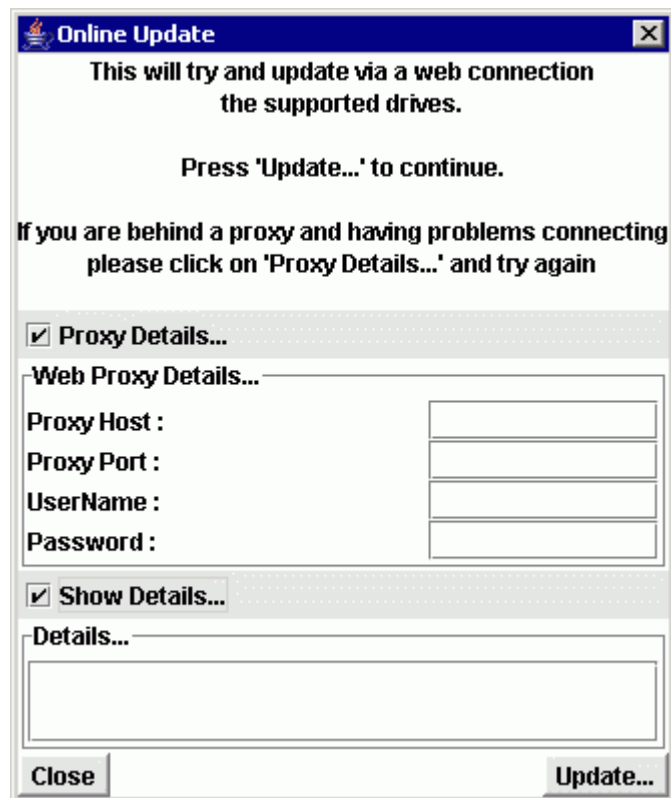 Online Update
This will try and update via a web connection
the supported drives.
Press 'Update...' to continue.
If you are behind a proxy and having problems connecting
please click on 'Proxy Details...' and try again
Proxy Details...
Web Proxy Details...
Proxy Host :
Proxy Port :
UserName :
Password :
Show Details...
Details...
Close
Update...